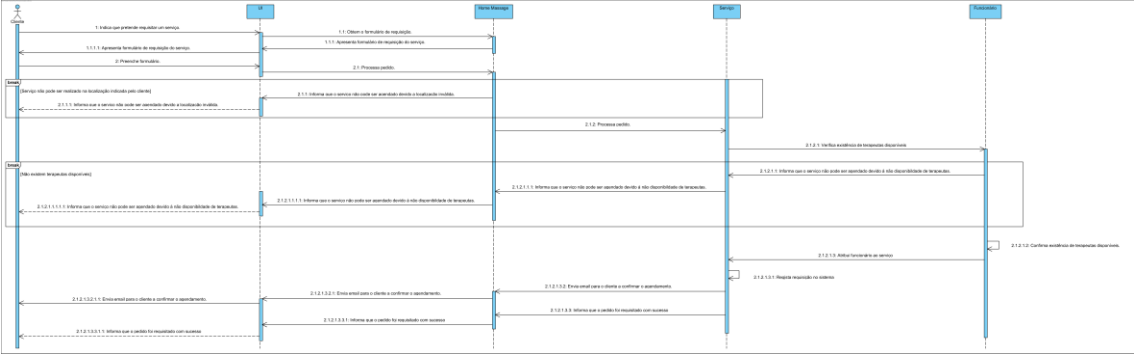 Cliente
UI
Home Massage
Serviço
Funcionário
1: Indica que pretende requisitar um serviço.
1.1: Obtem o formulário de requisição.
1.1.1: Apresenta formulário de requisição do serviço.
1.1.1.1: Apresenta formulário de requisição do serviço.
2: Preenche formulário.
2.1: Processa pedido.
break
[Serviço não pode ser realizado na localização indicada pelo cliente]
2.1.1: Informa que o serviço não pode ser agendado devido a localização inválida.
2.1.1.1: Informa que o serviço não pode ser agendado devido a localização inválida.
2.1.2: Processa pedido.
2.1.2.1: Verifica existência de terapeutas disponíveis
break
[Não existem terapeutas disponíveis]
2.1.2.1.1: Informa que o serviço não pode ser agendado devido à não disponibilidade de terapeutas.
2.1.2.1.1.1: Informa que o serviço não pode ser agendado devido à não disponibilidade de terapeutas.
2.1.2.1.1.1.1: Informa que o serviço não pode ser agendado devido à não disponibilidade de terapeutas.
2.1.2.1.1.1.1.1: Informa que o serviço não pode ser agendado devido à não disponibilidade de terapeutas.
2.1.2.1.2: Confirma existência de terapeutas disponíveis.
2.1.2.1.3: Atribui funcionário ao serviço
2.1.2.1.3.1: Regista requisição no sistema
2.1.2.1.3.2: Envia email para o cliente a confirmar o agendamento.
2.1.2.1.3.2.1: Envia email para o cliente a confirmar o agendamento.
2.1.2.1.3.2.1.1: Envia email para o cliente a confirmar o agendamento.
2.1.2.1.3.3: Informa que o pedido foi requisitado com sucesso
2.1.2.1.3.3.1: Informa que o pedido foi requisitado com sucesso
2.1.2.1.3.3.1.1: Informa que o pedido foi requisitado com sucesso